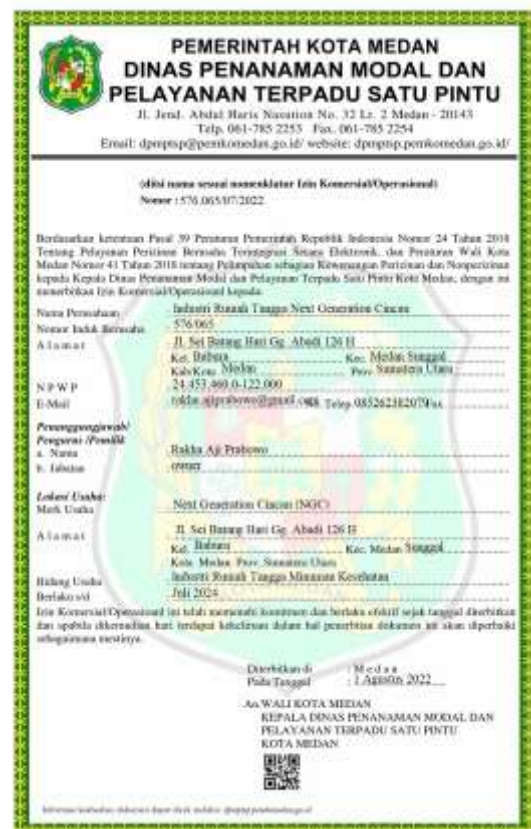 PEMERINTAH KOTA MEDAN
DINAS PENANAMAN MODAL DAN
PELAYANAN TERPADU SATU PINTU
Jl. Jend. Abdul Haris Nasution No. 32 Lt. 2 Medan - 20143
Telp. 061-785 2253 Fax. 061-785 2254
Email: dpmptsp@pemkomedan.go.id/ website: dpmptsp.pemkomedan.go.id/
(diisi nama sesuai nomenklatur Izin Komersial/Operasional)
Nomor : 576.065/07/2022
Berdasarkan ketentuan Pasal 39 Peraturan Pemerintah Republik Indonesia Nomor 24 Tahun 2018
Tentang Pelayanan Perizinan Berusaha Terintegrasi Secara Elektronik, dan Peraturan Wali Kota
Medan Nomor 41 Tahun 2018 tentang Pelimpahan sebagian Kewenangan Perizinan dan Nonperizinan
kepada Kepala Dinas Penanaman Modal dan Pelayanan Terpadu Satu Pintu Kota Medan, dengan ini
menerbitkan Izin Komersial/Operasional kepada:
Nama Perusahaan : Industri Rumah Tangga Next Generation Cincau
Nomor Induk Berusaha : 576/065
Alamat : Jl. Sei Batang Hari Gg. Abadi 126 H
Kel. Babura Kec. Medan Sunggal
Kab/Kota Medan Prov. Sumatera Utara
NPWP : 24.453.460.0-122.000
E-Mail : rakha.ajiprabowo@gmail.com No. Telep. 085262382079 Fax.
Penanggungjawab/
Pengurus /Pemilik
a. Nama : Rakha Aji Prabowo
b. Jabatan : owner
Lokasi Usaha:
Merk Usaha : Next Generation Cincau (NGC)
Alamat : Jl. Sei Batang Hari Gg. Abadi 126 H
Kel. Babura Kec. Medan Sunggal
Kota Medan Prov. Sumatera Utara
Bidang Usaha : Industri Rumah Tangga Minuman Kesehatan
Berlaku s/d : Juli 2024
Izin Komersial/Operasional ini telah memenuhi komitmen dan berlaku efektif sejak tanggal diterbitkan
dan apabila dikemudian hari terdapat kekeliruan dalam hal penerbitan dokumen ini akan diperbaiki
sebagaimana mestinya.
Diterbitkan di : Medan
Pada Tanggal : 1 Agustus 2022
An.WALI KOTA MEDAN
KEPALA DINAS PENANAMAN MODAL DAN
PELAYANAN TERPADU SATU PINTU
KOTA MEDAN